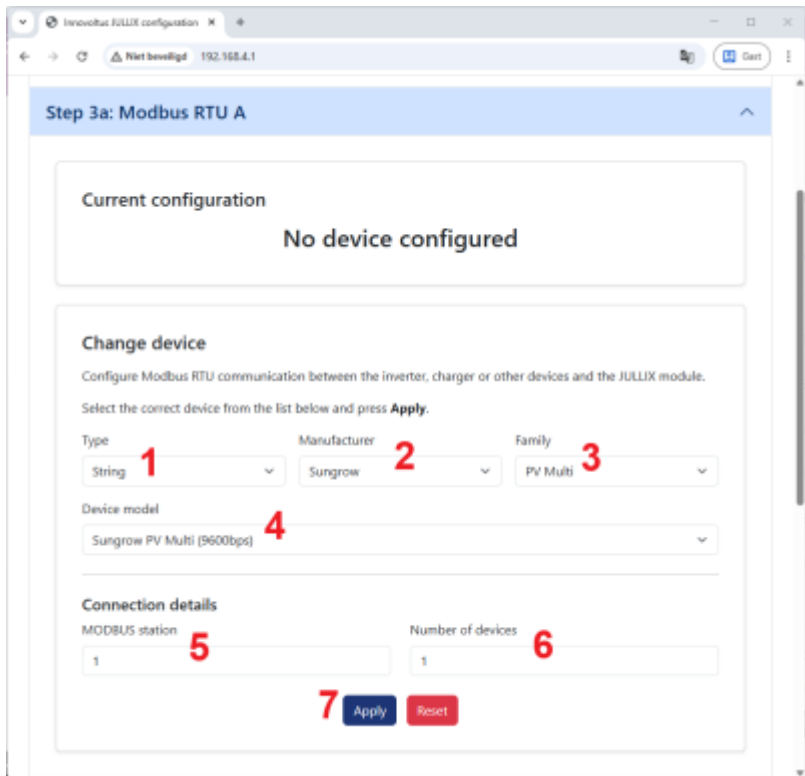 Innovoltus JULLIX configuration
Niet beveiligd 192.168.4.1
Gast
Step 3a: Modbus RTU A
Current configuration
No device configured
Change device
Configure Modbus RTU communication between the inverter, charger or other devices and the JULLIX module.
Select the correct device from the list below and press Apply.
Type Manufacturer Family
1 2 3
String Sungrow PV Multi
Device model
4
Sungrow PV Multi (9600bps)
Connection details
MODBUS station Number of devices
5 6
1 1
7 Apply Reset